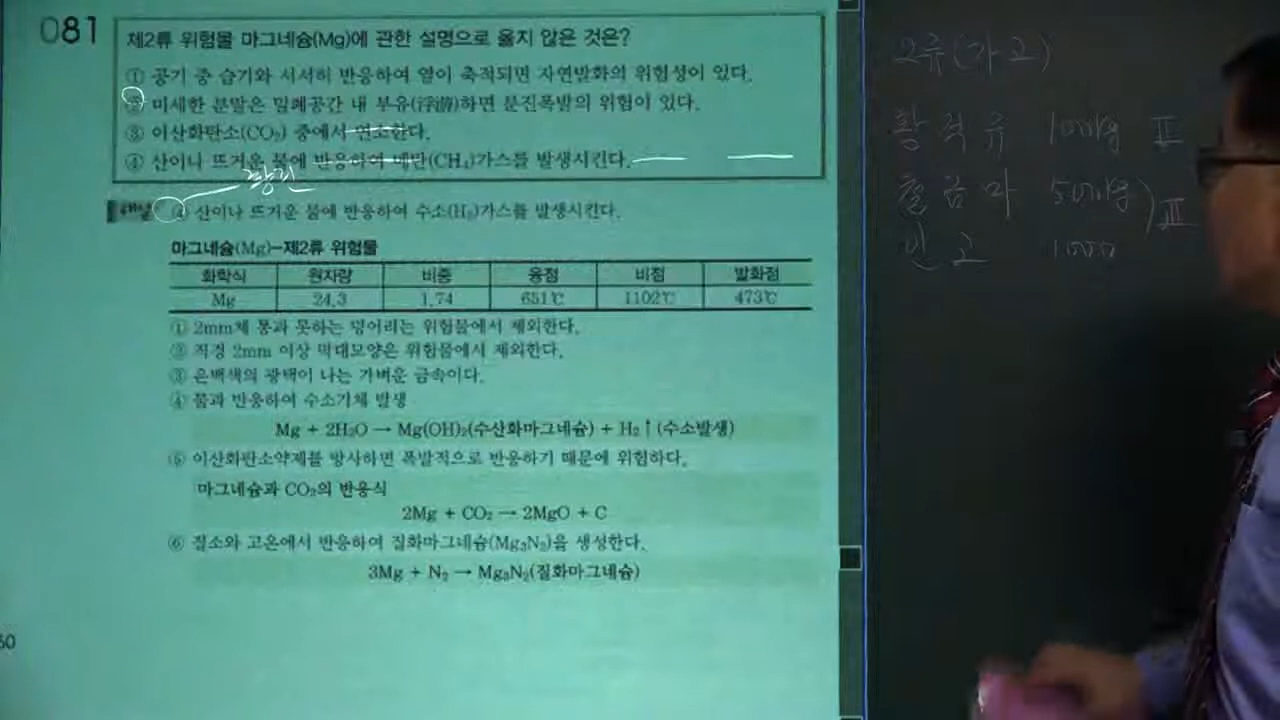 081
제2류 위험물 마그네슘(Mg)에 관한 설명으로 옳지 않은 것은?
① 공기 중 습기와 서서히 반응하여 열이 축적되면 자연발화의 위험성이 있다.
② 미세한 분말은 밀폐공간 내 부유(浮游)하면 분진폭발의 위험이 있다.
③ 이산화탄소(CO₂) 중에서 연소한다.
④ 산이나 뜨거운 물에 반응하여 메탄(CH₄)가스를 발생시킨다.
해설 ④ 산이나 뜨거운 물에 반응하여 수소(H₂)가스를 발생시킨다.
마그네슘(Mg)-제2류 위험물
화학식 원자량 비중 융점 비점 발화점
Mg 24.3 1.74 651℃ 1102℃ 473℃
① 2mm체 통과 못하는 덩어리는 위험물에서 제외한다.
② 직경 2mm 이상 막대모양은 위험물에서 제외한다.
③ 은백색의 광택이 나는 가벼운 금속이다.
④ 물과 반응하여 수소기체 발생
Mg + 2H₂O → Mg(OH)₂(수산화마그네슘) + H₂↑(수소발생)
⑤ 이산화탄소약제를 방사하면 폭발적으로 반응하기 때문에 위험하다.
마그네슘과 CO₂의 반응식
2Mg + CO₂ → 2MgO + C
⑥ 질소와 고온에서 반응하여 질화마그네슘(Mg₃N₂)을 생성한다.
3Mg + N₂ → Mg₃N₂(질화마그네슘)
60
2류(가고)
황 적 유 100kg Ⅱ
철 금 마 500kg ) Ⅲ
인 고 1000